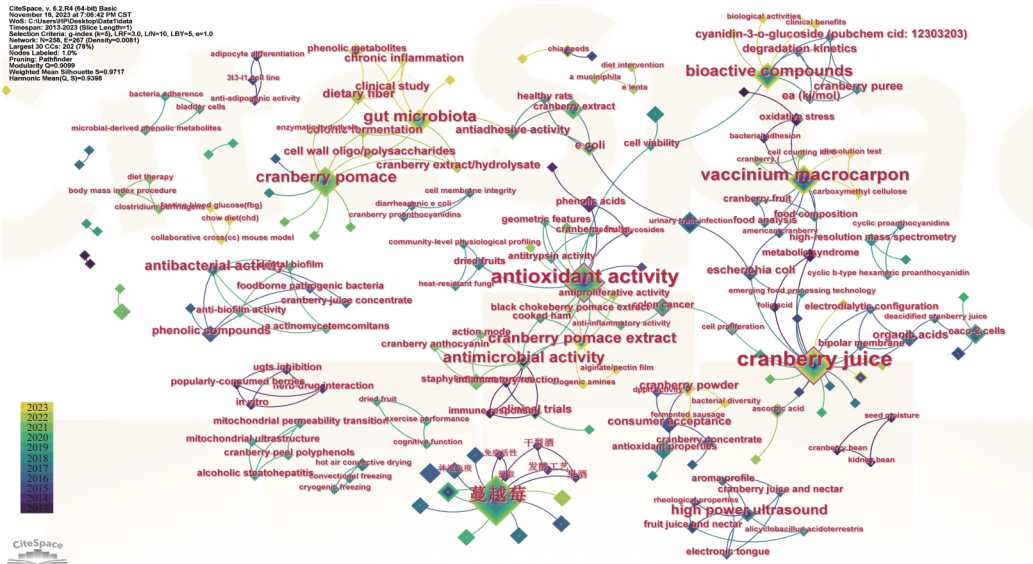 CiteSpace, v. 6.2.R4 (64-bit) Basic
November 16, 2023 at 7:06:42 PM CST
WoS: C:\Users\HP\Desktop\Data1\data
Timespan: 2013-2023 (Slice Length=1)
Selection Criteria: g-index (k=5), LRF=3.0, L/N=10, LBY=5, e=1.0
Network: N=258, E=267 (Density=0.0081)
Largest 30 CCs: 202 (78%)
Nodes Labeled: 1.0%
Pruning: Pathfinder
Modularity Q=0.9099
Weighted Mean Silhouette S=0.9717
Harmonic Mean(Q, S)=0.9398
adipocyte differentiation
3t3-l1 cell line
anti-adipogenic activity
bacteria adherence
bladder cells
microbial-derived phenolic metabolites
phenolic metabolites
chronic inflammation
clinical study
dietary fiber
gut microbiota
colonic fermentation
cell wall oligo/polysaccharides
cranberry extract/hydrolysate
cranberry pomace
chia seeds
diet intervention
a muciniphila
e lenta
healthy rats
cranberry extract
antiadhesive activity
e coli
cell viability
biological activities
clinical benefits
cyanidin-3-o-glucoside (pubchem cid: 12303203)
degradation kinetics
bioactive compounds
cranberry puree
ea (kj/mol)
oxidative stress
bacterial adhesion
vaccinium macrocarpon
carboxymethyl cellulose
cranberry fruit
food composition
urinary tract infection
food analysis
american cranberry
cyclic proanthocyanidins
high-resolution mass spectrometry
metabolic syndrome
cyclic b-type hexameric proanthocyanidin
escherichia coli
emerging food processing technology
folic acid
electrodialytic configuration
deacidified cranberry juice
organic acids
caco-2 cells
bipolar membrane
cell proliferation
cranberry juice
ascorbic acid
seed moisture
cranberry bean
kidney bean
diet therapy
body mass index procedure
clostridium perfringens
fasting blood glucose(fbg)
chow diet(chd)
collaborative cross(cc) mouse model
cell membrane integrity
diarrheagenic e coli
cranberry proanthocyanidins
phenolic acids
geometric features
community-level physiological profiling
antitrypsin activity
dried fruits
heat-resistant fungi
antioxidant activity
antiproliferative activity
black chokeberry pomace extract
colon cancer
cooked ham
anti-inflammatory activity
action mode
cranberry pomace extract
cranberry anthocyanin
antimicrobial activity
alginate/pectin film
biogenic amines
inflammatory reaction
clinical trials
antibacterial activity
foodborne pathogenic bacteria
cranberry juice concentrate
anti-biofilm activity
a actinomycetemcomitans
phenolic compounds
ugts inhibition
popularly-consumed berries
herb-drug interaction
in vitro
dried fruit
mitochondrial permeability transition
exercise performance
mitochondrial ultrastructure
cognitive function
cranberry peel polyphenols
hot air convective drying
alcoholic steatohepatitis
convectional freezing
cryogenic freezing
cranberry powder
bacterial diversity
fermented sausage
consumer acceptance
cranberry concentrate
antioxidant properties
干型酒
免疫活性
发酵工艺
蔓越莓
aroma profile
cranberry juice and nectar
rheological properties
high power ultrasound
fruit juice and nectar
alicyclobacillus acidoterrestris
electronic tongue
2023
2022
2021
2020
2019
2018
2017
2016
2015
2014
2013
CiteSpace